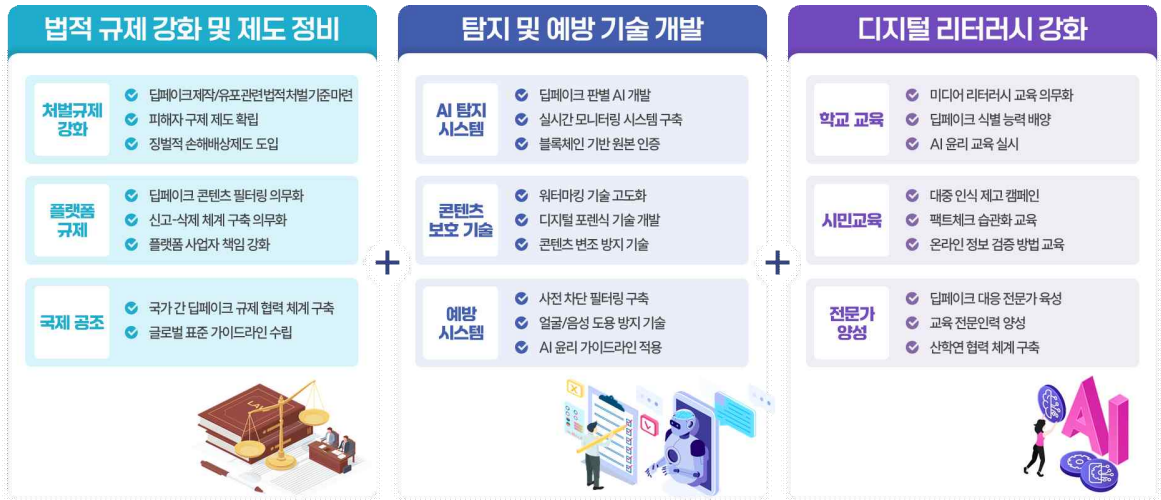 법적 규제 강화 및 제도 정비
처벌규제
강화
딥페이크제작/유포관련법적처벌기준마련
피해자 구제 제도 확립
징벌적 손해배상제도 도입
플랫폼
규제
딥페이크 콘텐츠 필터링 의무화
신고-삭제 체계 구축 의무화
플랫폼 사업자 책임 강화
국제 공조
국가 간 딥페이크 규제 협력 체계 구축
글로벌 표준 가이드라인 수립
LAW
+
탐지 및 예방 기술 개발
AI 탐지
시스템
딥페이크 판별 AI 개발
실시간 모니터링 시스템 구축
블록체인 기반 원본 인증
콘텐츠
보호 기술
워터마킹 기술 고도화
디지털 포렌식 기술 개발
콘텐츠 변조 방지 기술
예방
시스템
사전 차단 필터링 구축
얼굴/음성 도용 방지 기술
AI 윤리 가이드라인 적용
+
디지털 리터러시 강화
학교 교육
미디어 리터러시 교육 의무화
딥페이크 식별 능력 배양
AI 윤리 교육 실시
시민교육
대중 인식 제고 캠페인
팩트체크 습관화 교육
온라인 정보 검증 방법 교육
전문가
양성
딥페이크 대응 전문가 육성
교육 전문인력 양성
산학연 협력 체계 구축
AI